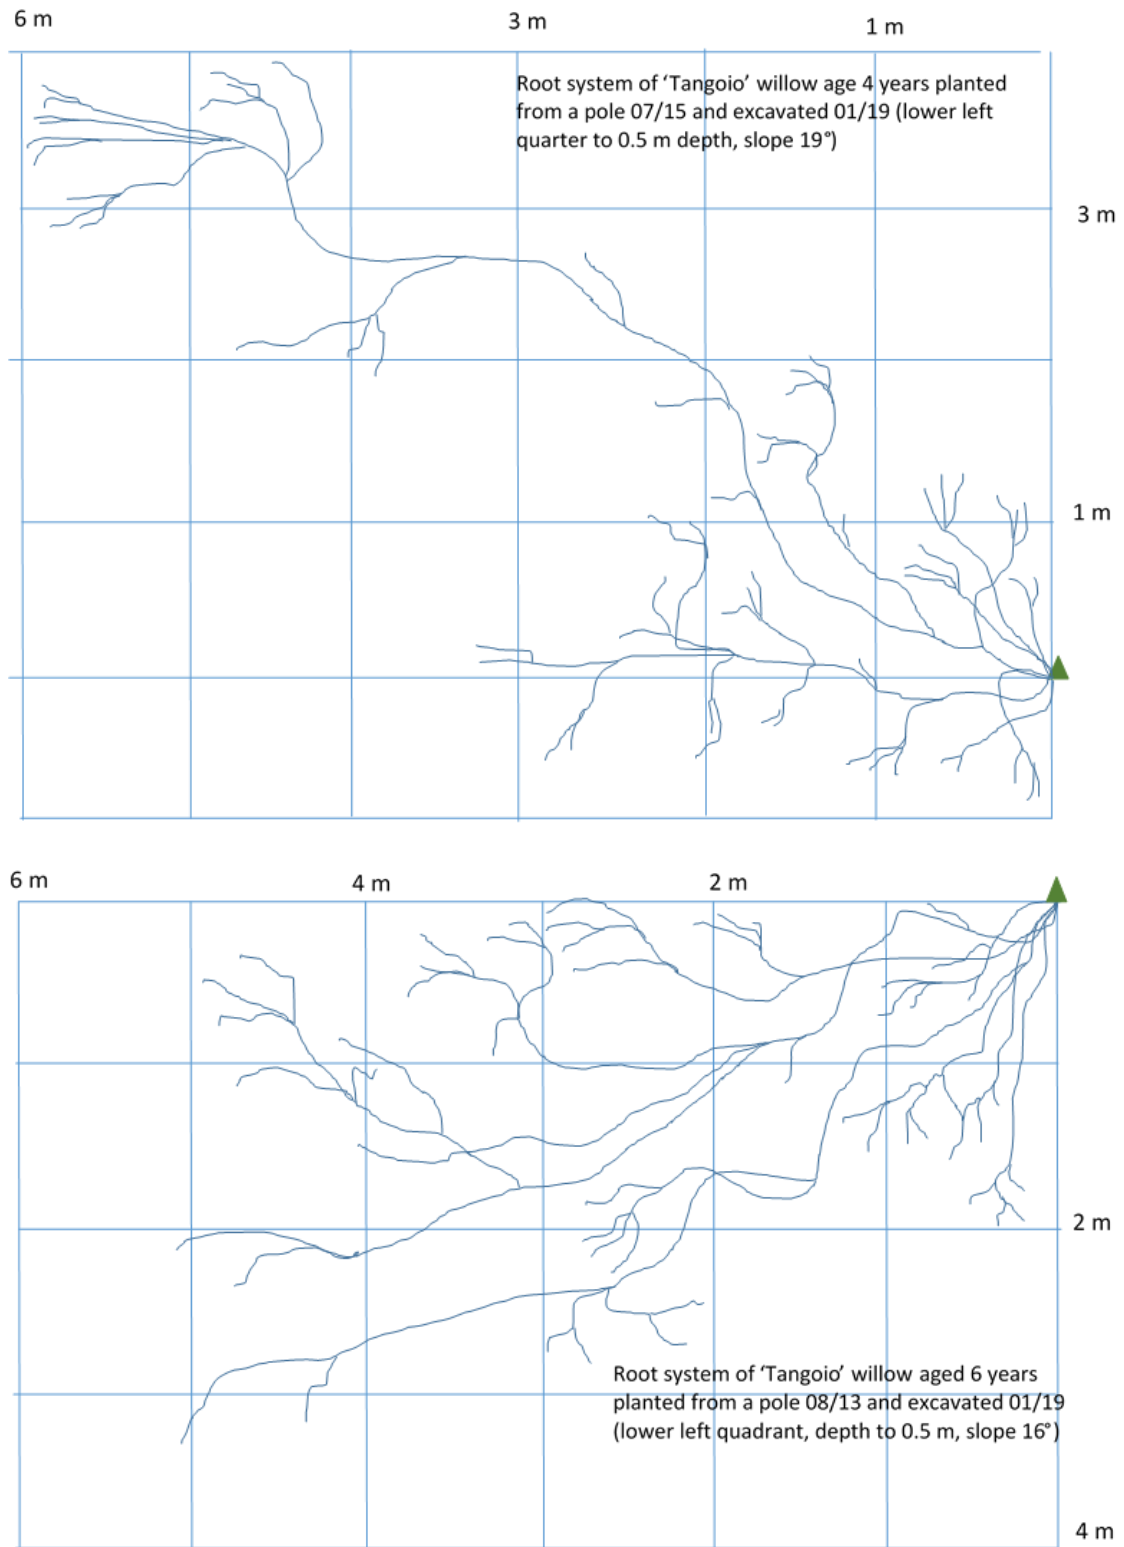 6 m
3 m
1 m
Root system of ‘Tangoio’ willow age 4 years planted
from a pole 07/15 and excavated 01/19 (lower left
quarter to 0.5 m depth, slope 19°)
3 m
1 m
6 m
4 m
2 m
2 m
Root system of ‘Tangoio’ willow aged 6 years
planted from a pole 08/13 and excavated 01/19
(lower left quadrant, depth to 0.5 m, slope 16°)
4 m